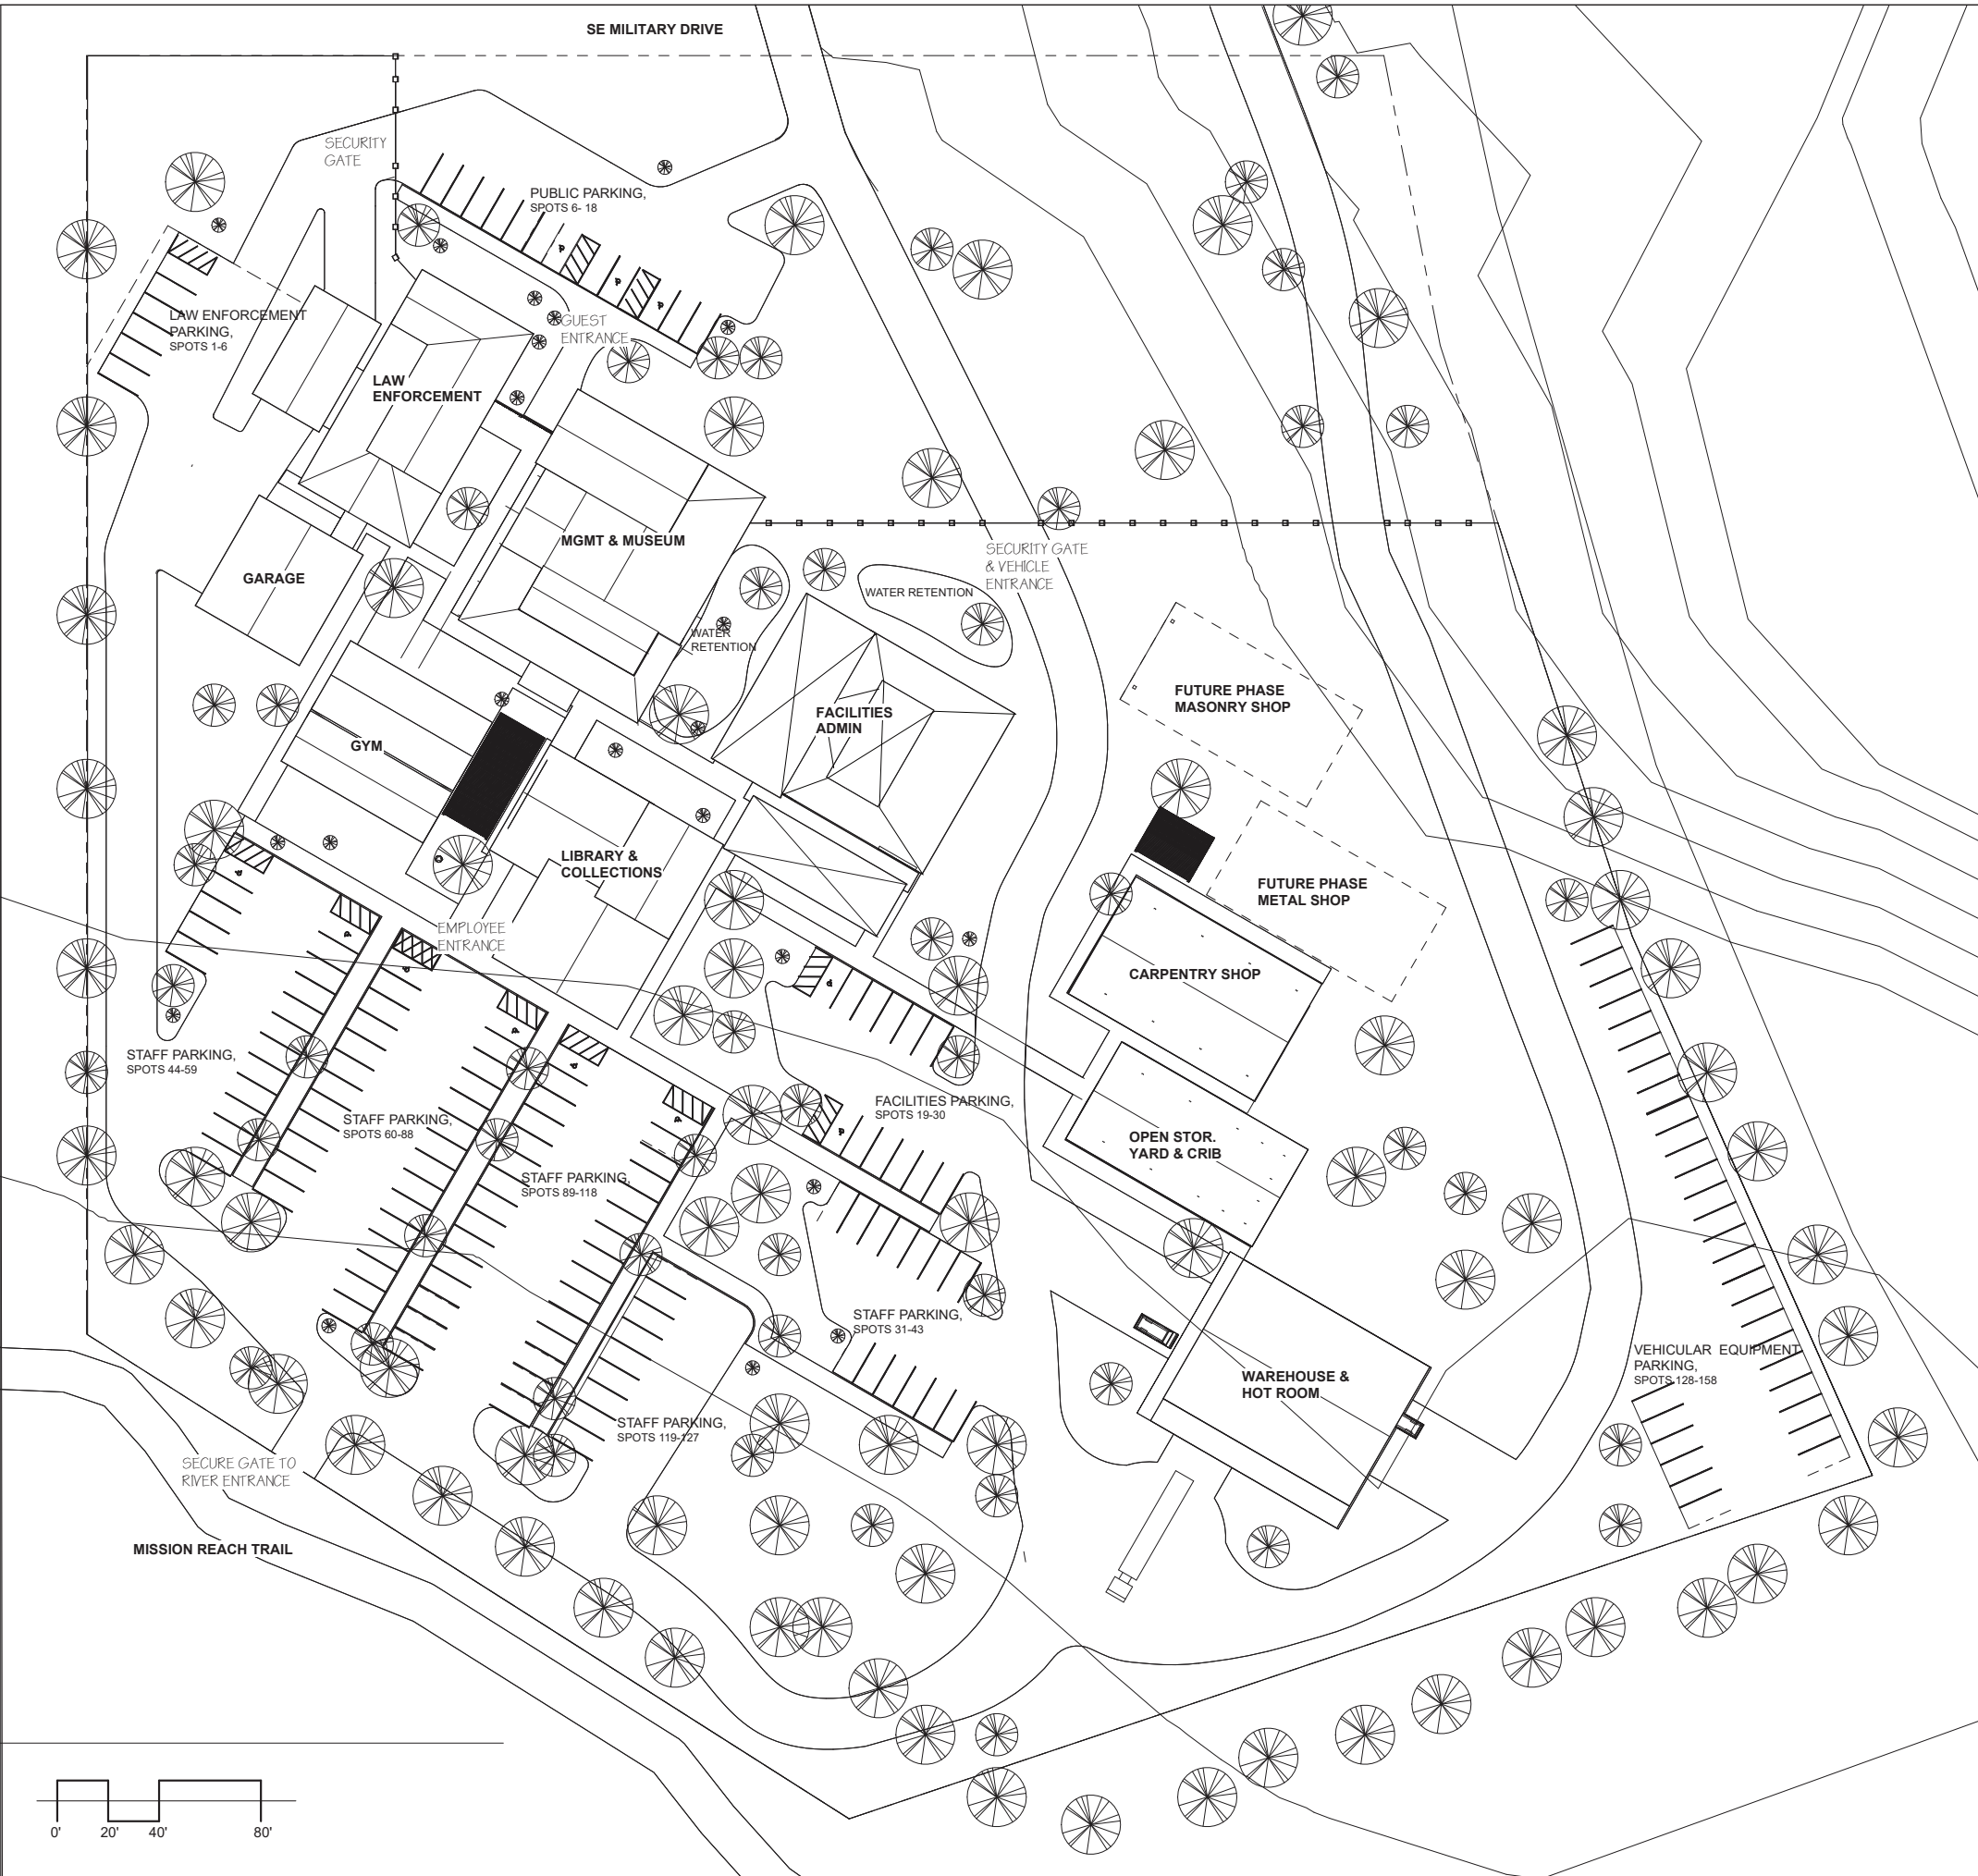 SE MILITARY DRIVE
SECURITY
GATE
PUBLIC PARKING,
SPOTS 6- 18
LAW ENFORCEMENT
PARKING,
SPOTS 1-6
GUEST
ENTRANCE
LAW
ENFORCEMENT
MGMT & MUSEUM
SECURITY GATE
& VEHICLE
ENTRANCE
GARAGE
WATER RETENTION
WATER
RETENTION
FUTURE PHASE
MASONRY SHOP
FACILITIES
ADMIN
GYM
LIBRARY &
COLLECTIONS
FUTURE PHASE
METAL SHOP
EMPLOYEE
ENTRANCE
CARPENTRY SHOP
STAFF PARKING,
SPOTS 44-59
FACILITIES PARKING,
SPOTS 19-30
STAFF PARKING,
SPOTS 60-88
OPEN STOR.
YARD & CRIB
STAFF PARKING,
SPOTS 89-118
STAFF PARKING,
SPOTS 31-43
VEHICULAR EQUIPMENT
PARKING,
SPOTS 128-158
WAREHOUSE &
HOT ROOM
STAFF PARKING,
SPOTS 119-127
SECURE GATE TO
RIVER ENTRANCE
MISSION REACH TRAIL
0' 20' 40' 80'